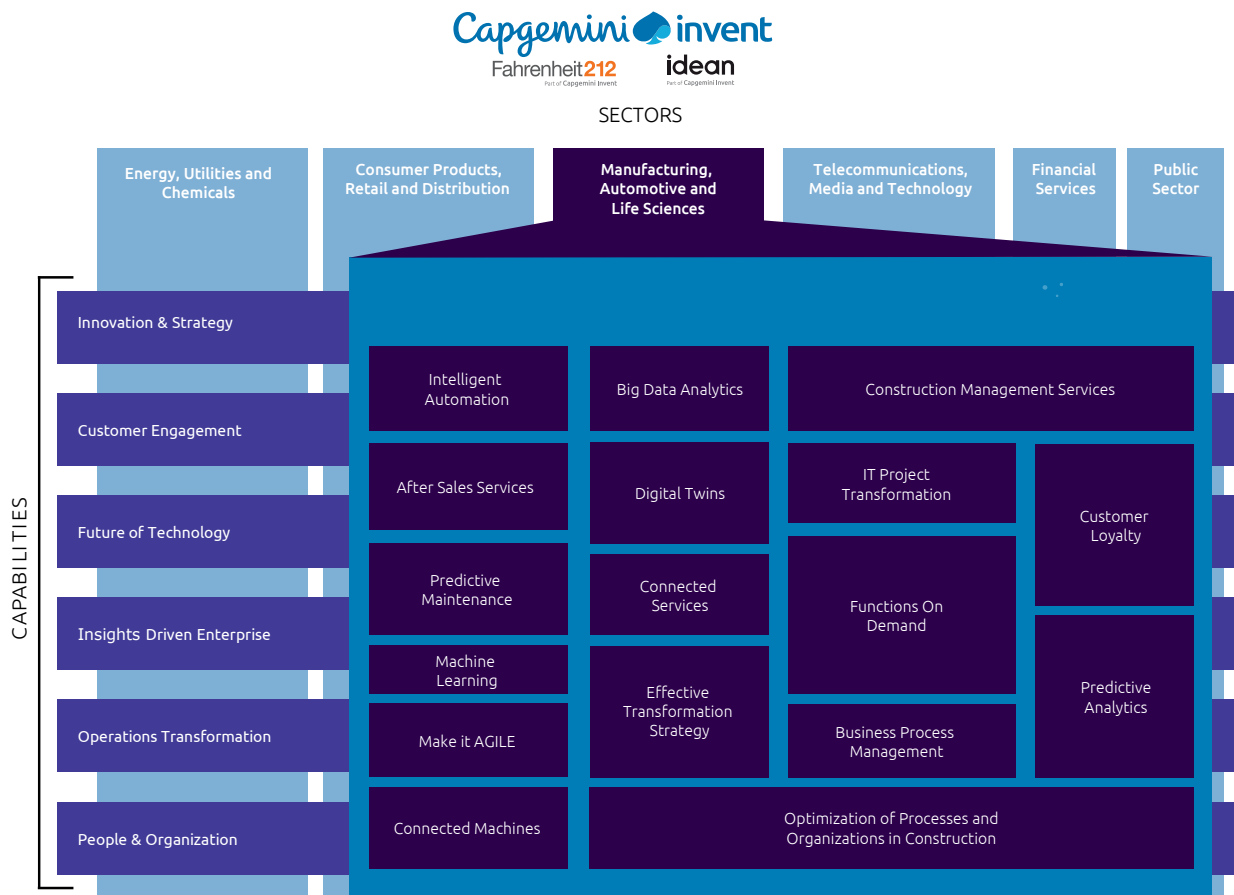 Capgemini invent
Fahrenheit 212
Part of Capgemini Invent
idean
Part of Capgemini Invent
SECTORS
Energy, Utilities and
Chemicals
Consumer Products,
Retail and Distribution
Manufacturing,
Automotive and
Life Sciences
Telecommunications,
Media and Technology
Financial
Services
Public
Sector
CAPABILITIES
Innovation & Strategy
Customer Engagement
Future of Technology
Insights Driven Enterprise
Operations Transformation
People & Organization
Intelligent
Automation
Big Data Analytics
Construction Management Services
After Sales Services
Digital Twins
IT Project
Transformation
Customer
Loyalty
Predictive
Maintenance
Connected
Services
Functions On
Demand
Machine
Learning
Effective
Transformation
Strategy
Predictive
Analytics
Make it AGILE
Business Process
Management
Connected Machines
Optimization of Processes and
Organizations in Construction